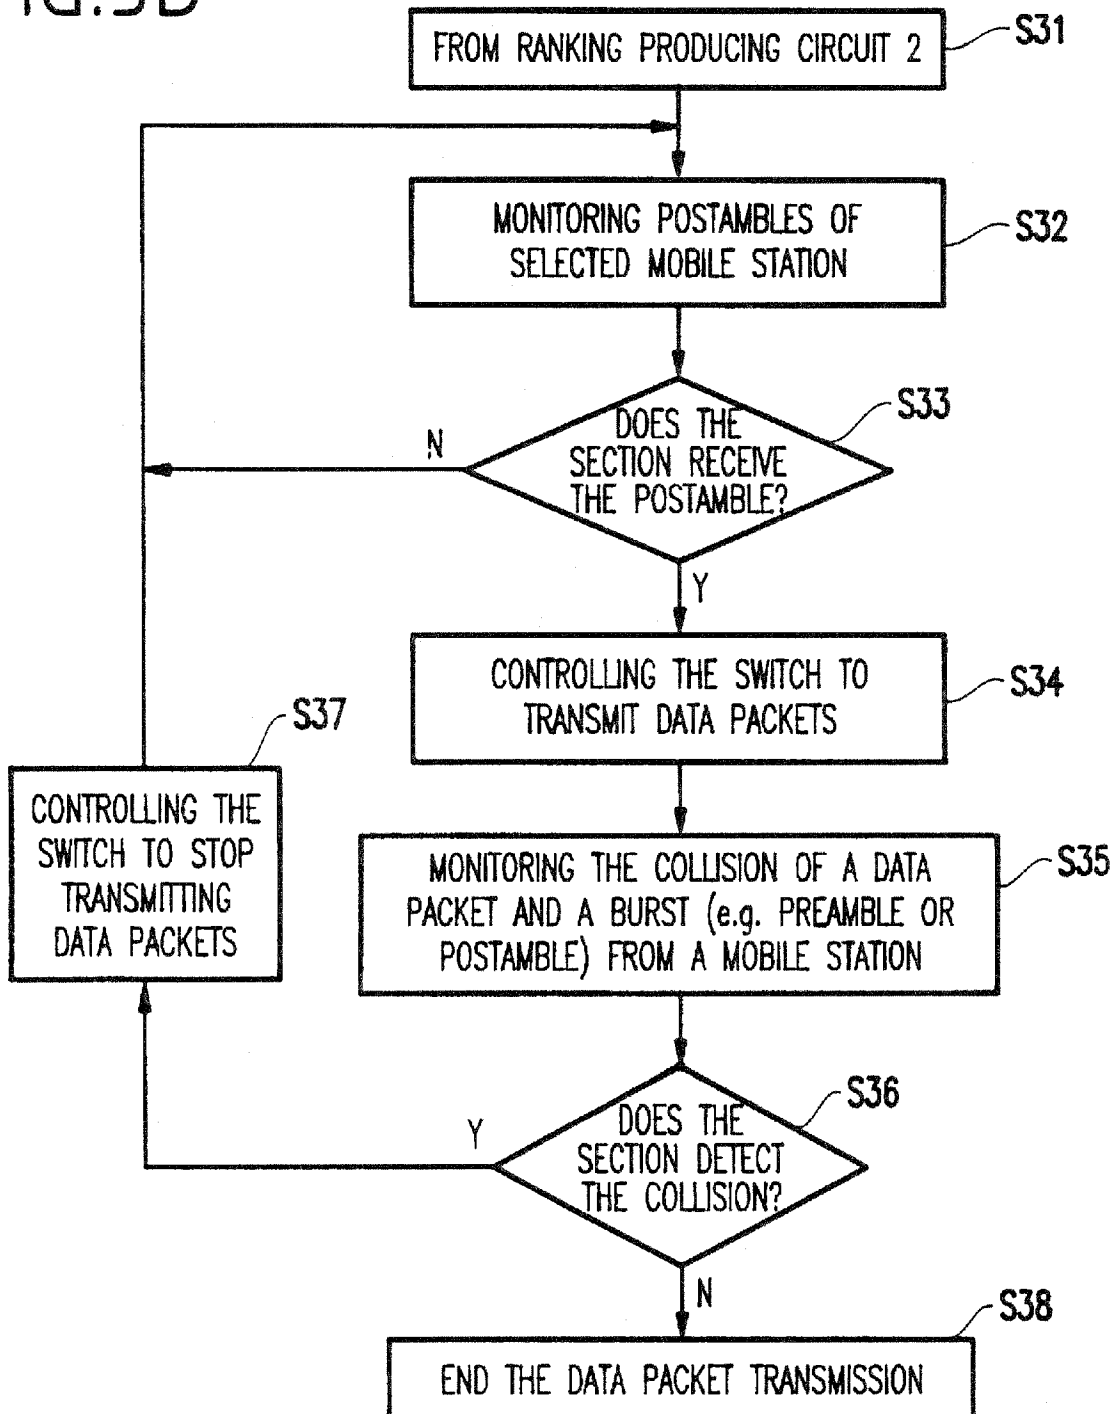 FROM RANKING PRODUCING CIRCUIT 2
S31
MONITORING POSTAMBLES OF
SELECTED MOBILE STATION
S32
DOES THE
SECTION RECEIVE
THE POSTAMBLE?
S33
N
Y
CONTROLLING THE SWITCH TO
TRANSMIT DATA PACKETS
S34
S37
CONTROLLING THE
SWITCH TO STOP
TRANSMITTING
DATA PACKETS
MONITORING THE COLLISION OF A DATA
PACKET AND A BURST (e.g. PREAMBLE OR
POSTAMBLE) FROM A MOBILE STATION
S35
DOES THE
SECTION DETECT
THE COLLISION?
S36
Y
N
S38
END THE DATA PACKET TRANSMISSION